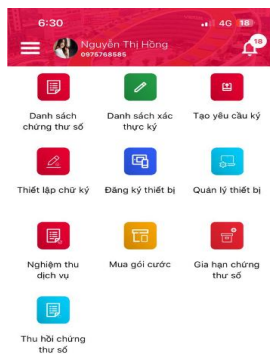 6:30
4G 18
Nguyễn Thị Hồng
0975768585
18
Danh sách
chứng thư số
Danh sách xác
thực ký
Tạo yêu cầu ký
Thiết lập chữ ký
Đăng ký thiết bị
Quản lý thiết bị
Nghiệm thu
dịch vụ
Mua gói cước
Gia hạn chứng
thư số
Thu hồi chứng
thư số